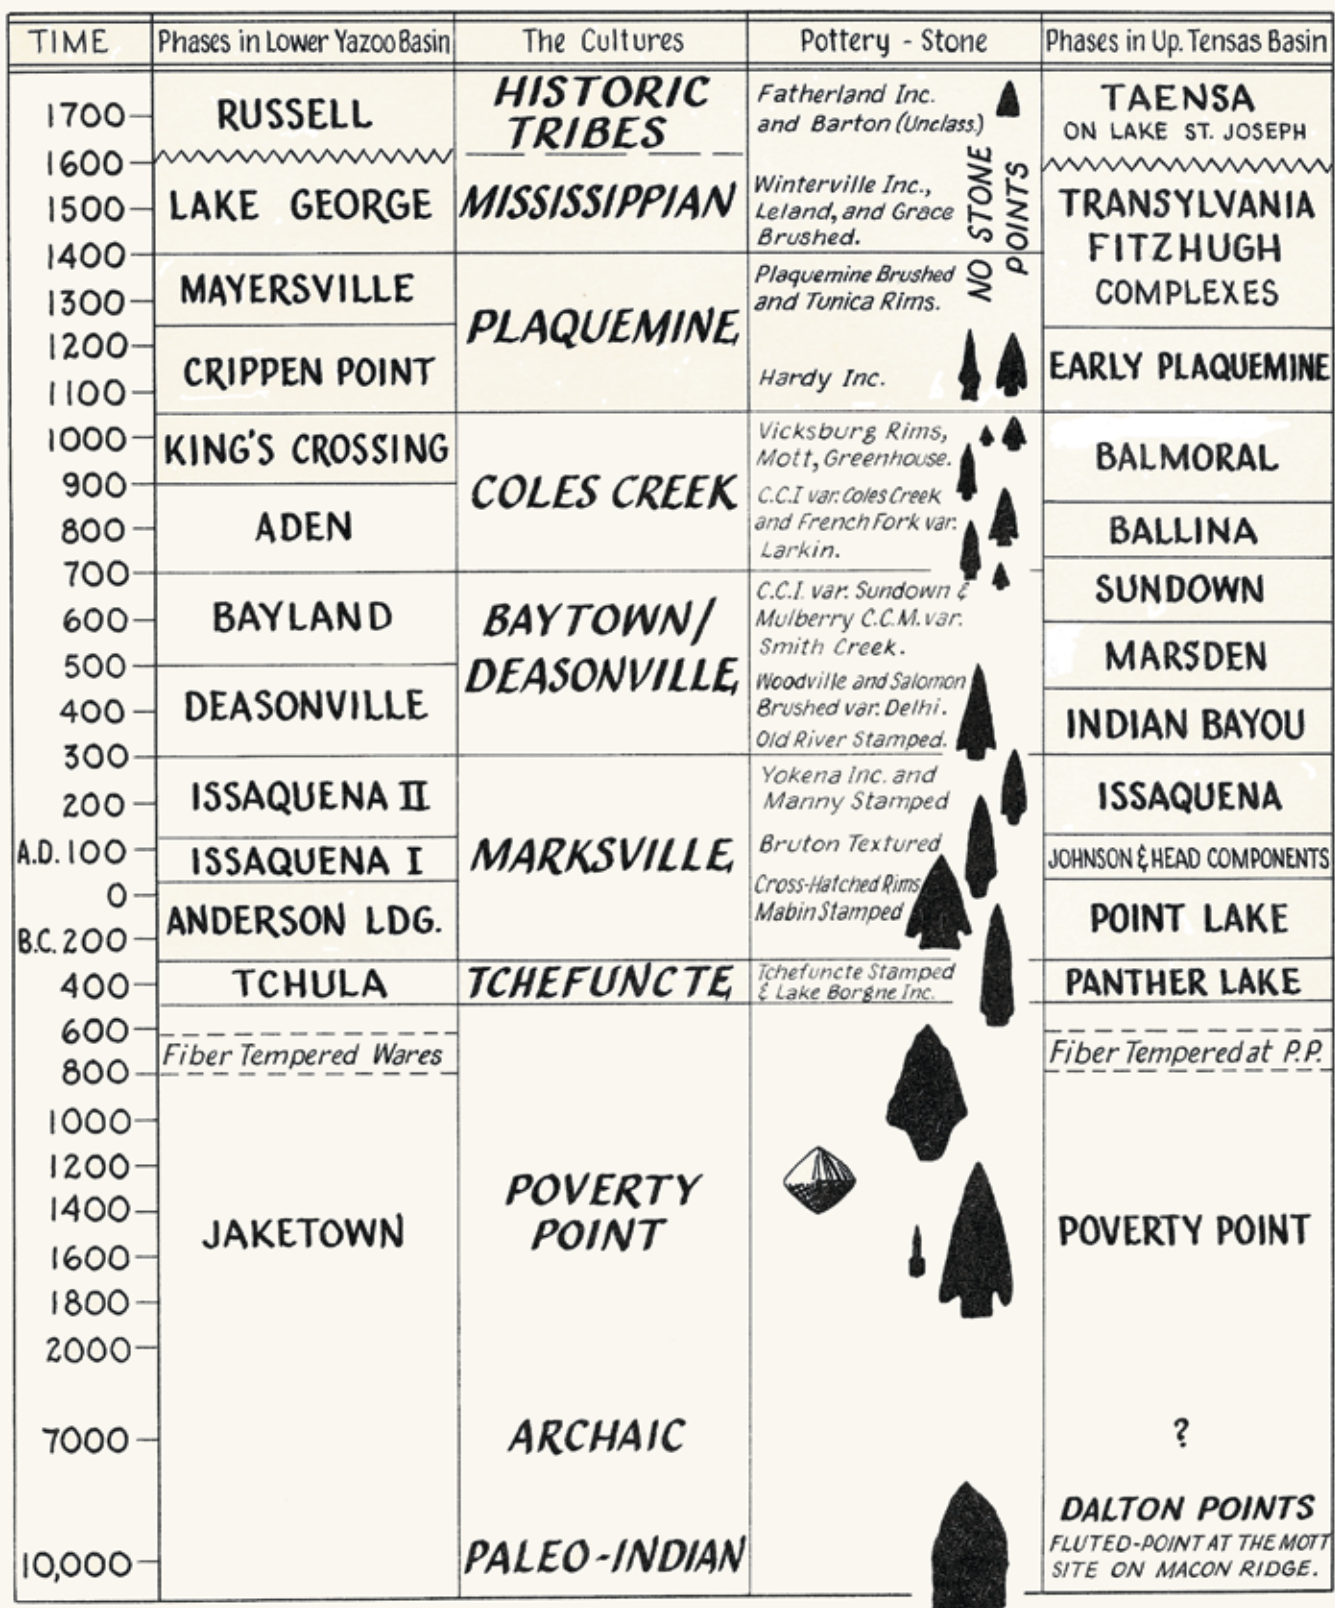 TIME
Phases in Lower Yazoo Basin
The Cultures
Pottery - Stone
Phases in Up. Tensas Basin
1700
1600
1500
1400
1300
1200
1100
1000
900
800
700
600
500
400
300
200
A.D. 100
0
B.C. 200
400
600
800
1000
1200
1400
1600
1800
2000
7000
10,000
RUSSELL
LAKE GEORGE
MAYERSVILLE
CRIPPEN POINT
KING'S CROSSING
ADEN
BAYLAND
DEASONVILLE
ISSAQUENA II
ISSAQUENA I
ANDERSON LDG.
TCHULA
Fiber Tempered Wares
JAKETOWN
HISTORIC
TRIBES
MISSISSIPPIAN
PLAQUEMINE
COLES CREEK
BAYTOWN/
DEASONVILLE
MARKSVILLE
TCHEFUNCTE
POVERTY
POINT
ARCHAIC
PALEO-INDIAN
Fatherland Inc.
and Barton (Unclass.)
NO STONE
POINTS
Winterville Inc.,
Leland, and Grace
Brushed.
Plaquemine Brushed
and Tunica Rims.
Hardy Inc.
Vicksburg Rims,
Mott, Greenhouse.
C.C.I var. Coles Creek
and French Fork var.
Larkin.
C.C.I. var. Sundown &
Mulberry C.C.M. var.
Smith Creek.
Woodville and Salomon
Brushed var. Delhi.
Old River Stamped.
Yokena Inc. and
Manny Stamped
Bruton Textured
Cross-Hatched Rims
Mabin Stamped
Tchefuncte Stamped
& Lake Borgne Inc.
TAENSA
ON LAKE ST. JOSEPH
TRANSYLVANIA
FITZHUGH
COMPLEXES
EARLY PLAQUEMINE
BALMORAL
BALLINA
SUNDOWN
MARSDEN
INDIAN BAYOU
ISSAQUENA
JOHNSON & HEAD COMPONENTS
POINT LAKE
PANTHER LAKE
Fiber Tempered at P.P.
POVERTY POINT
?
DALTON POINTS
FLUTED-POINT AT THE MOTT
SITE ON MACON RIDGE.